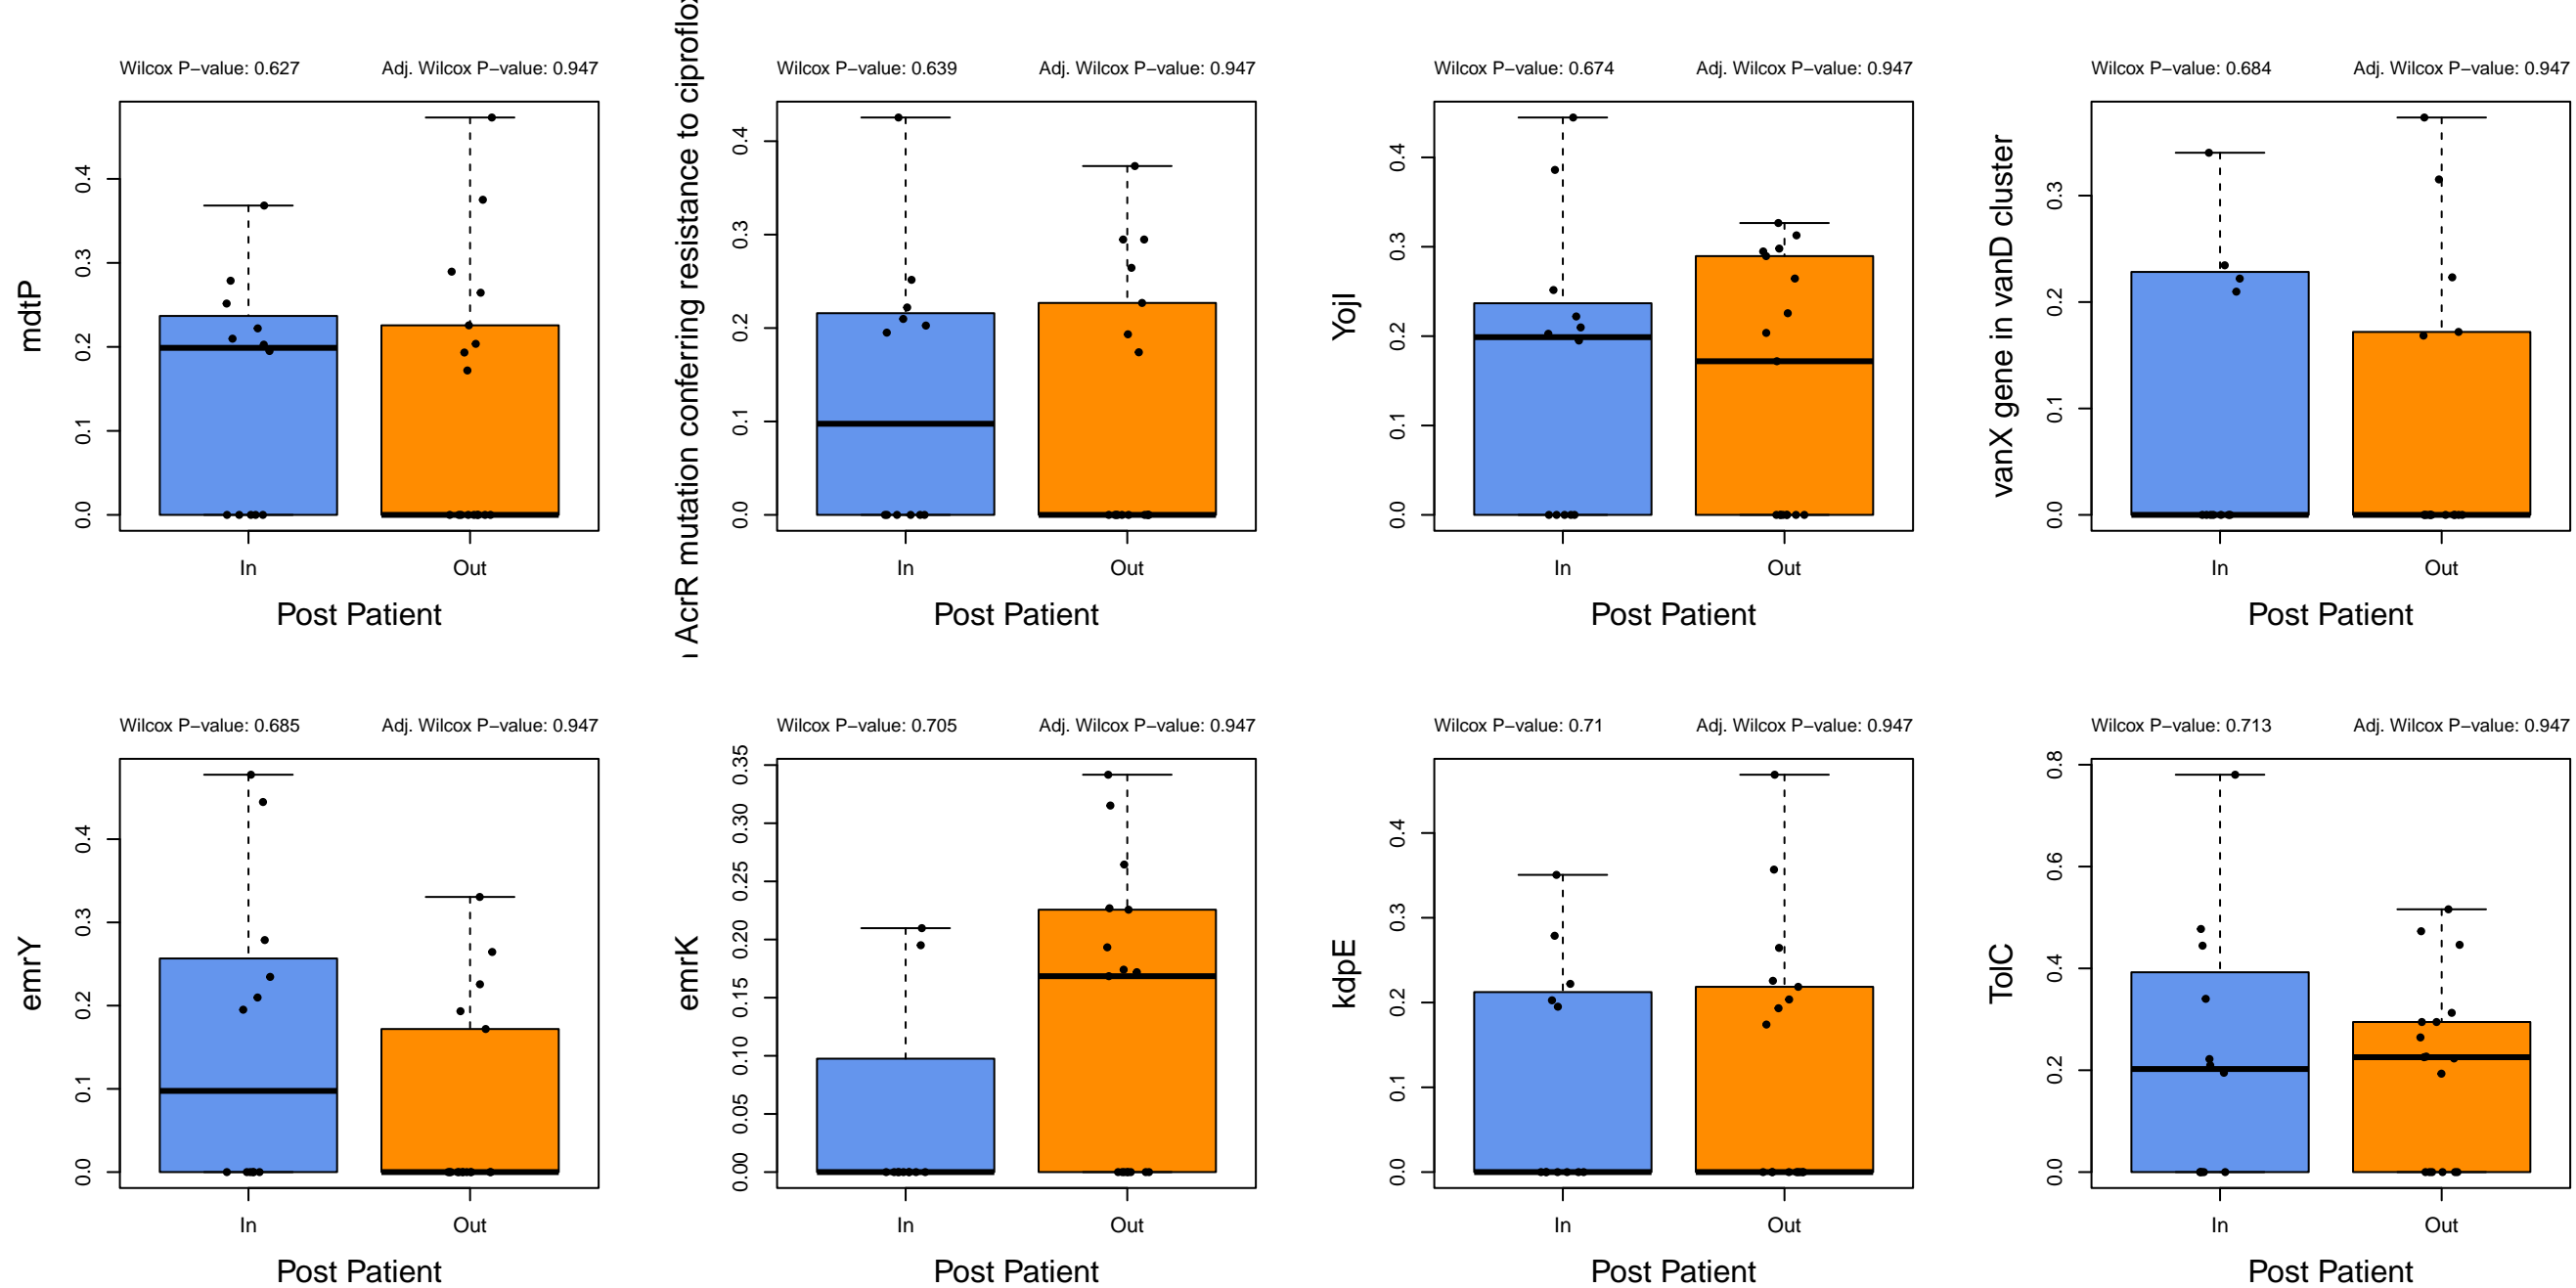 Wilcox P−value: 0.627 Adj. Wilcox P−value: 0.947
mdtP
0.0 0.1 0.2 0.3 0.4
In Out
Post Patient
Wilcox P−value: 0.639 Adj. Wilcox P−value: 0.947
AcrR mutation conferring resistance to
0.0 0.1 0.2 0.3 0.4
In Out
Post Patient
Wilcox P−value: 0.674 Adj. Wilcox P−value: 0.947
YojI
0.0 0.1 0.2 0.3 0.4
In Out
Post Patient
Wilcox P−value: 0.684 Adj. Wilcox P−value: 0.947
vanX gene in vanD cluster
0.0 0.1 0.2 0.3
In Out
Post Patient
Wilcox P−value: 0.685 Adj. Wilcox P−value: 0.947
emrY
0.0 0.1 0.2 0.3 0.4
In Out
Post Patient
Wilcox P−value: 0.705 Adj. Wilcox P−value: 0.947
emrK
0.00 0.05 0.10 0.15 0.20 0.25 0.30 0.35
In Out
Post Patient
Wilcox P−value: 0.71 Adj. Wilcox P−value: 0.947
kdpE
0.0 0.1 0.2 0.3 0.4
In Out
Post Patient
Wilcox P−value: 0.713 Adj. Wilcox P−value: 0.947
TolC
0.0 0.2 0.4 0.6 0.8
In Out
Post Patient